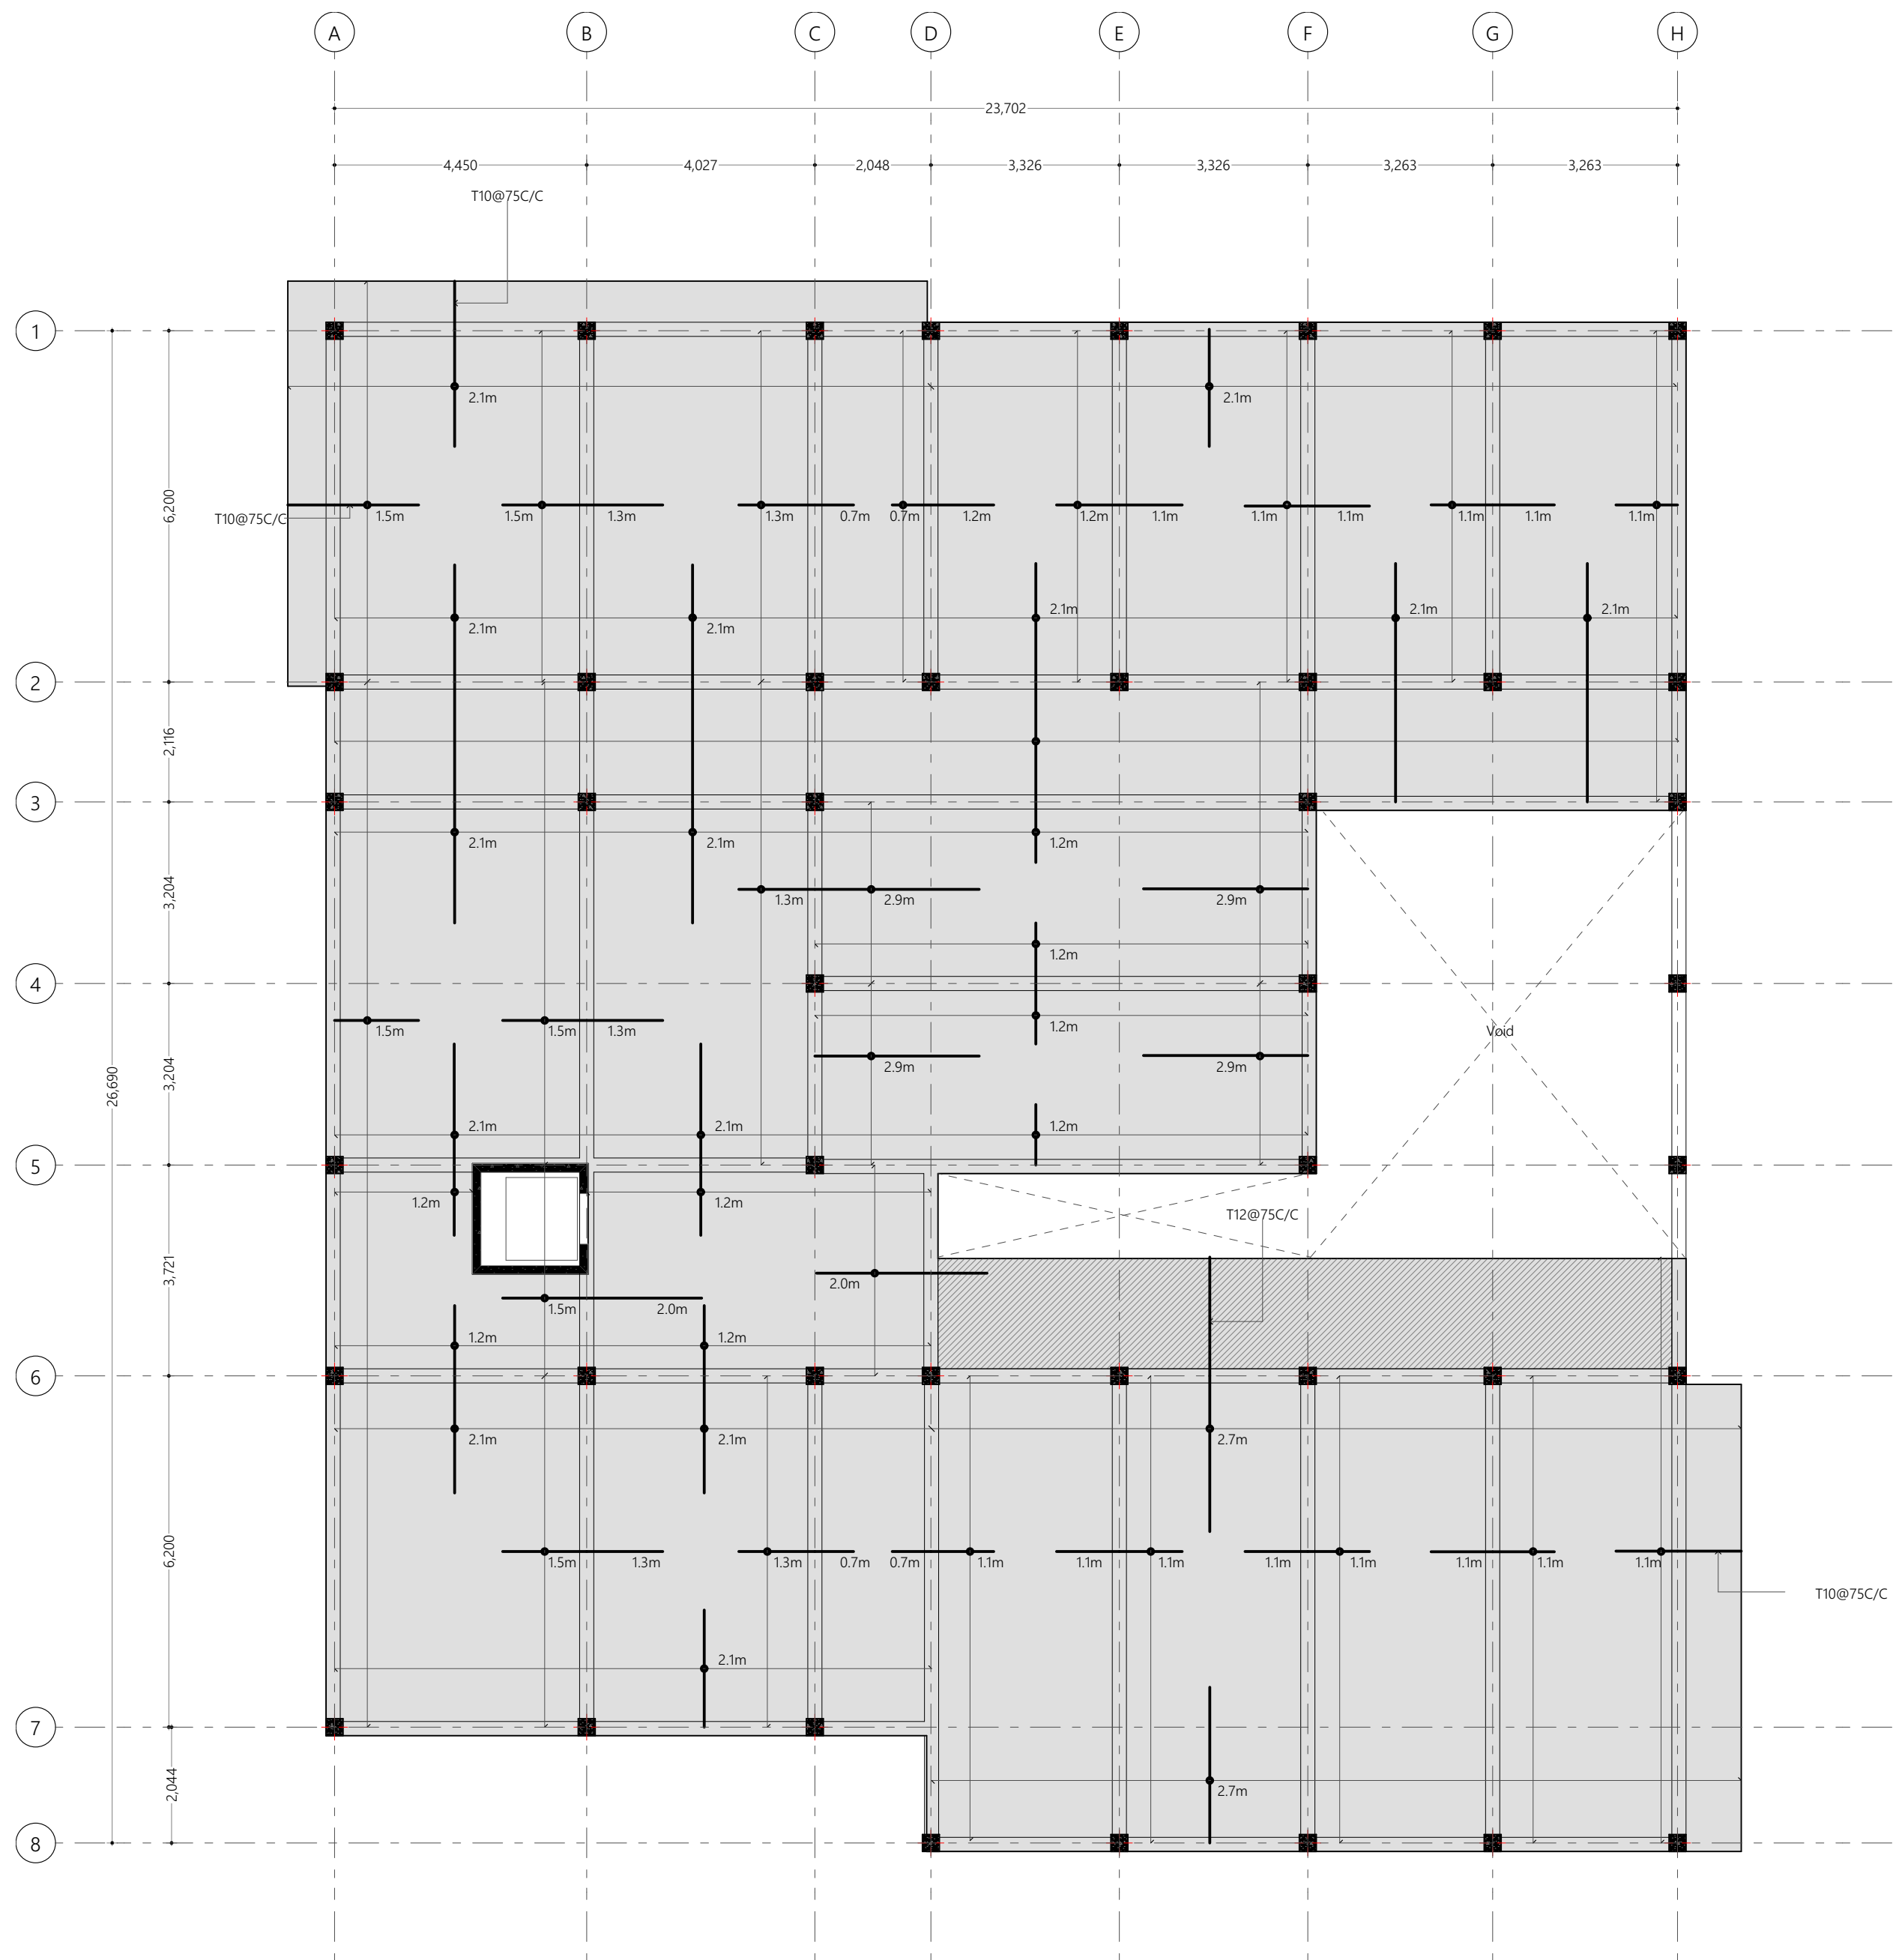 A B C D E F G H
23,702
4,450 4,027 2,048 3,326 3,326 3,263 3,263
T10@75C/C
1
2.1m 2.1m
6,200
T10@75C/C 1.5m 1.5m 1.3m 1.3m 0.7m 0.7m 1.2m 1.2m 1.1m 1.1m 1.1m 1.1m 1.1m 1.1m
2.1m 2.1m 2.1m 2.1m 2.1m
2
2,116
3
2.1m 2.1m 1.2m
3,204
1.3m 2.9m 2.9m
1.2m
4
1.2m
1.5m 1.5m 1.3m
Void
2.9m 2.9m
3,204
26,690
2.1m 2.1m 1.2m
5
1.2m 1.2m
T12@75C/C
3,721
2.0m
1.5m 2.0m
1.2m 1.2m
6
2.1m 2.1m 2.7m
6,200
1.5m 1.3m 1.3m 0.7m 0.7m 1.1m 1.1m 1.1m 1.1m 1.1m 1.1m 1.1m 1.1m
T10@75C/C
2.1m
7
2,044
2.7m
8